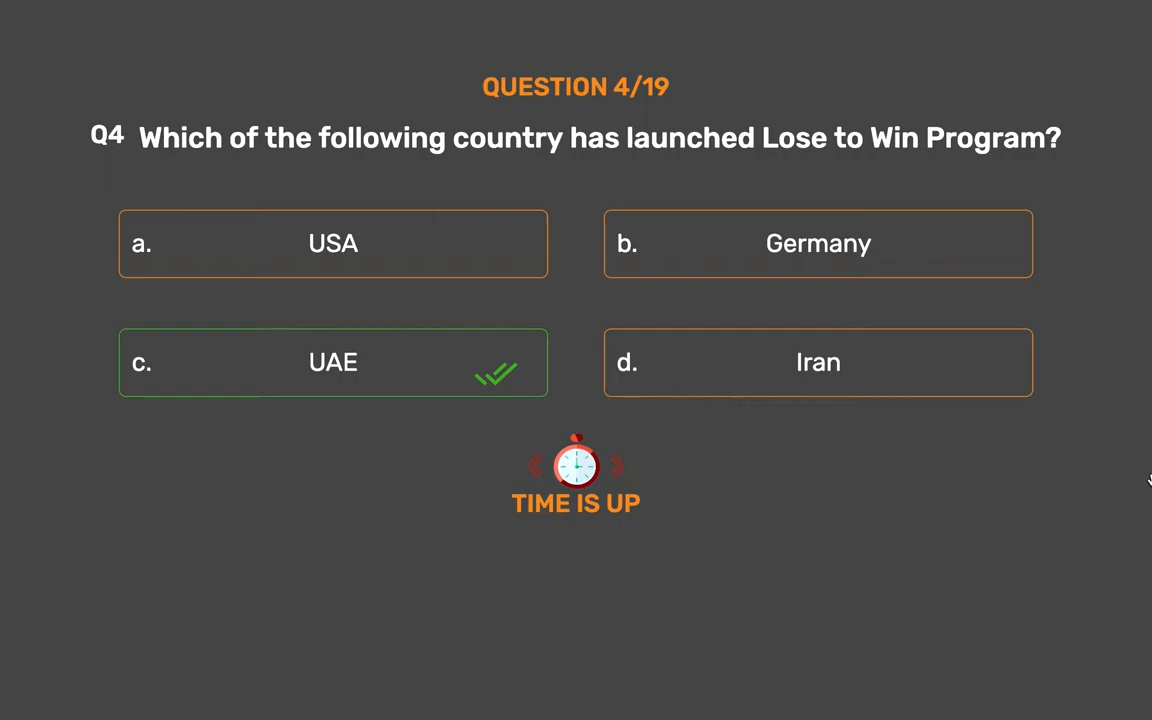 QUESTION 4/19
Q4 Which of the following country has launched Lose to Win Program?
a. USA
b. Germany
c. UAE
d. Iran
TIME IS UP